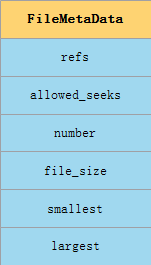 FileMetaData
refs
allowed_seeks
number
file_size
smallest
largest